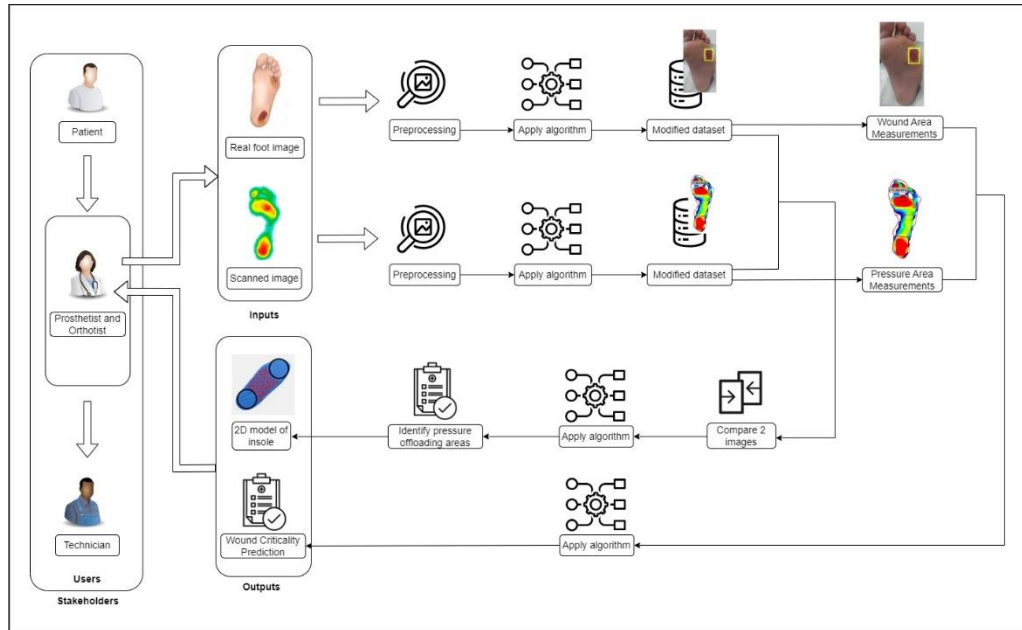 Patient
Prosthetist and
Orthotist
Technician
Users
Stakeholders
Real foot image
Scanned image
Inputs
Preprocessing
Apply algorithm
Modified dataset
Wound Area
Measurements
Preprocessing
Apply algorithm
Modified dataset
Pressure Area
Measurements
2D model of
insole
Identify pressure
offloading areas
Apply algorithm
Compare 2
images
Wound Criticality
Prediction
Apply algorithm
Outputs